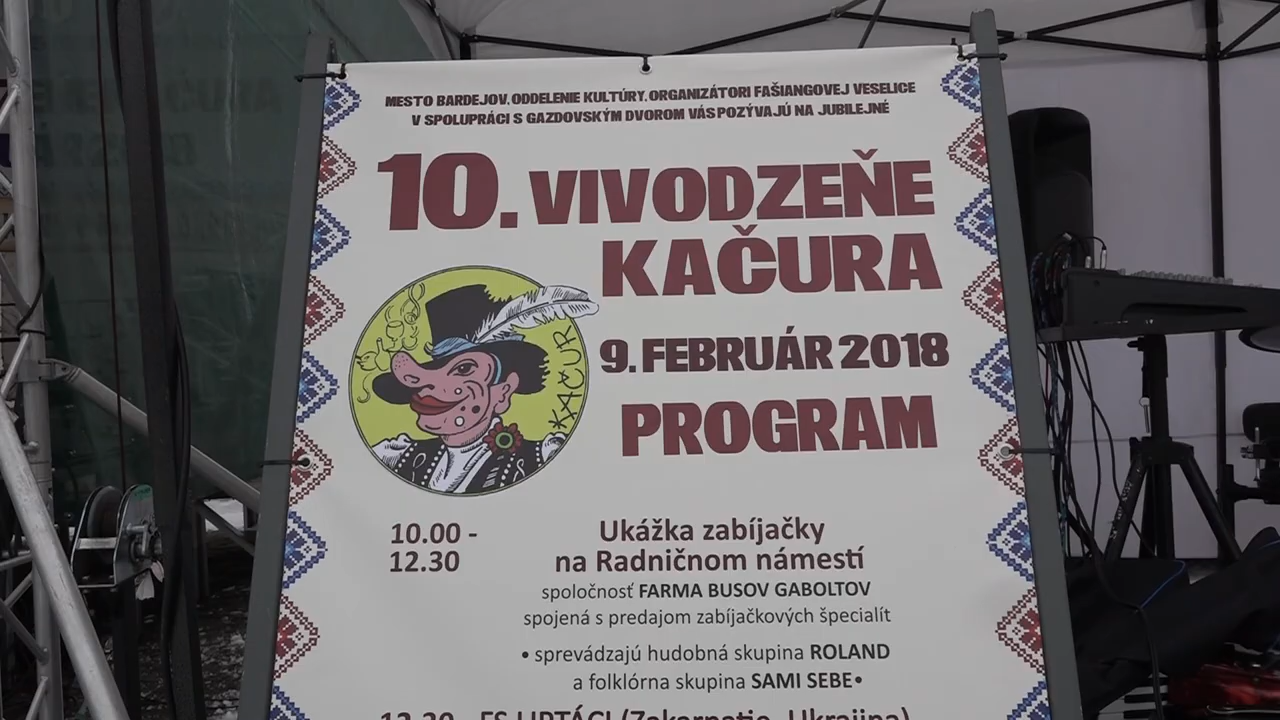 MESTO BARDEJOV, ODDELENIE KULTÚRY, ORGANIZÁTORI FAŠIANGOVEJ VESELICE
V SPOLUPRÁCI S GAZDOVSKÝM DVOROM VÁS POZÝVAJÚ NA JUBILEJNÉ
10. VIVODZEŇE
KAČURA
9. FEBRUÁR 2018
KAČUR
PROGRAM
10.00 - Ukážka zabíjačky
12.30 na Radničnom námestí
spoločnosť FARMA BUSOV GABOLTOV
spojená s predajom zabíjačkových špecialít
• sprevádzajú hudobná skupina ROLAND
a folklórna skupina SAMI SEBE•
12.30 - FS LIPTÁCI (Zakarpatie, Ukrajina)